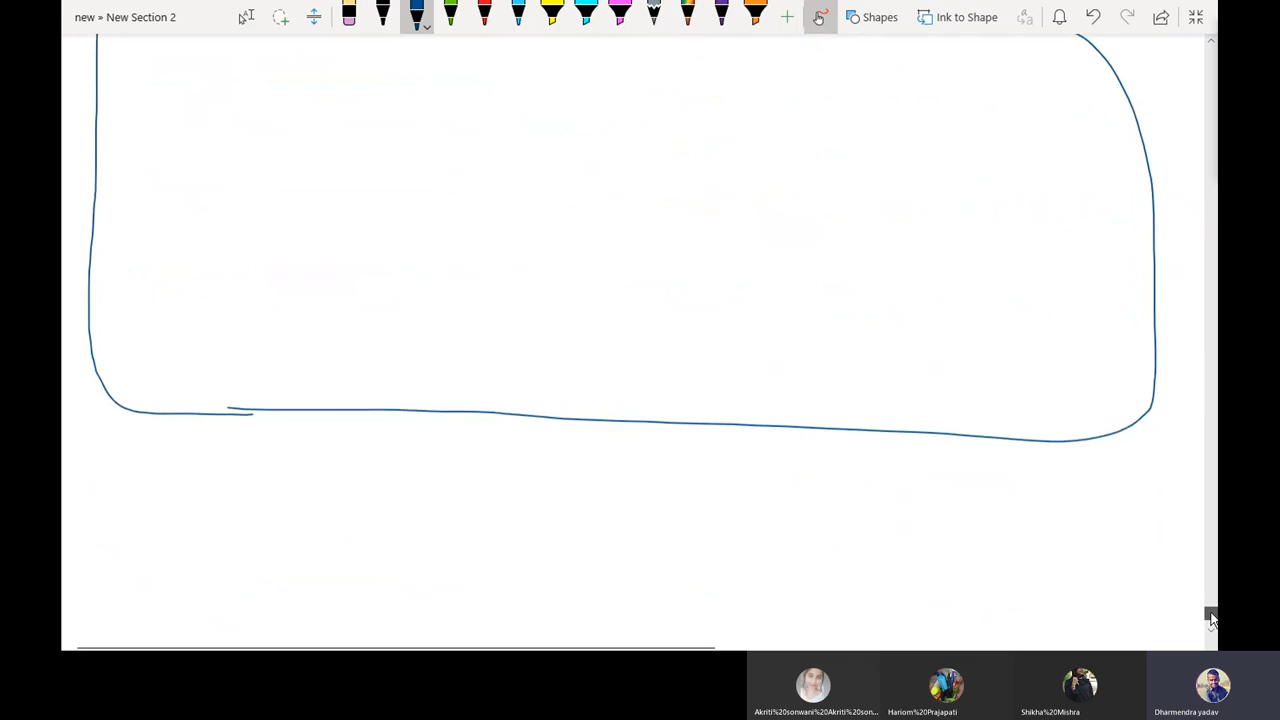 new » New Section 2
Shapes
Ink to Shape
Akriti%20sonwani%20Akriti%20son...
Hariom%20Prajapati
Shikha%20Mishra
Dharmendra yadav